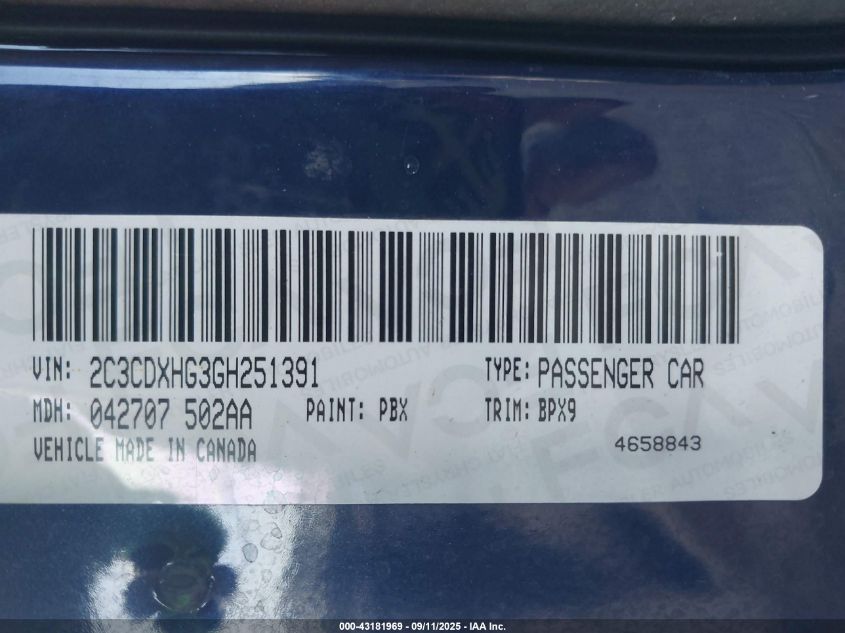 VIN: 2C3CDXHG3GH251391 TYPE: PASSENGER CAR
MDH: 042707 502AA PAINT: PBX TRIM: BPX9
VEHICLE MADE IN CANADA 4658843
000-43181969 - 09/11/2025 - IAA Inc.